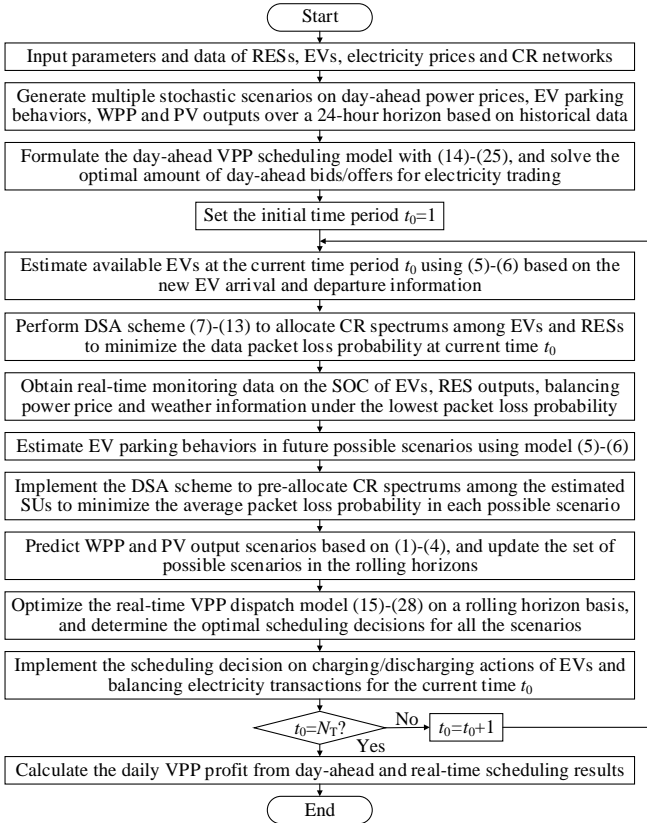 Start
Input parameters and data of RESs, EVs, electricity prices and CR networks
Generate multiple stochastic scenarios on day-ahead power prices, EV parking
behaviors, WPP and PV outputs over a 24-hour horizon based on historical data
Formulate the day-ahead VPP scheduling model with (14)-(25), and solve the
optimal amount of day-ahead bids/offers for electricity trading
Set the initial time period t0=1
Estimate available EVs at the current time period t0 using (5)-(6) based on the
new EV arrival and departure information
Perform DSA scheme (7)-(13) to allocate CR spectrums among EVs and RESs
to minimize the data packet loss probability at current time t0
Obtain real-time monitoring data on the SOC of EVs, RES outputs, balancing
power price and weather information under the lowest packet loss probability
Estimate EV parking behaviors in future possible scenarios using model (5)-(6)
Implement the DSA scheme to pre-allocate CR spectrums among the estimated
SUs to minimize the average packet loss probability in each possible scenario
Predict WPP and PV output scenarios based on (1)-(4), and update the set of
possible scenarios in the rolling horizons
Optimize the real-time VPP dispatch model (15)-(28) on a rolling horizon basis,
and determine the optimal scheduling decisions for all the scenarios
Implement the scheduling decision on charging/discharging actions of EVs and
balancing electricity transactions for the current time t0
t0=NT?
No
t0=t0+1
Yes
Calculate the daily VPP profit from day-ahead and real-time scheduling results
End